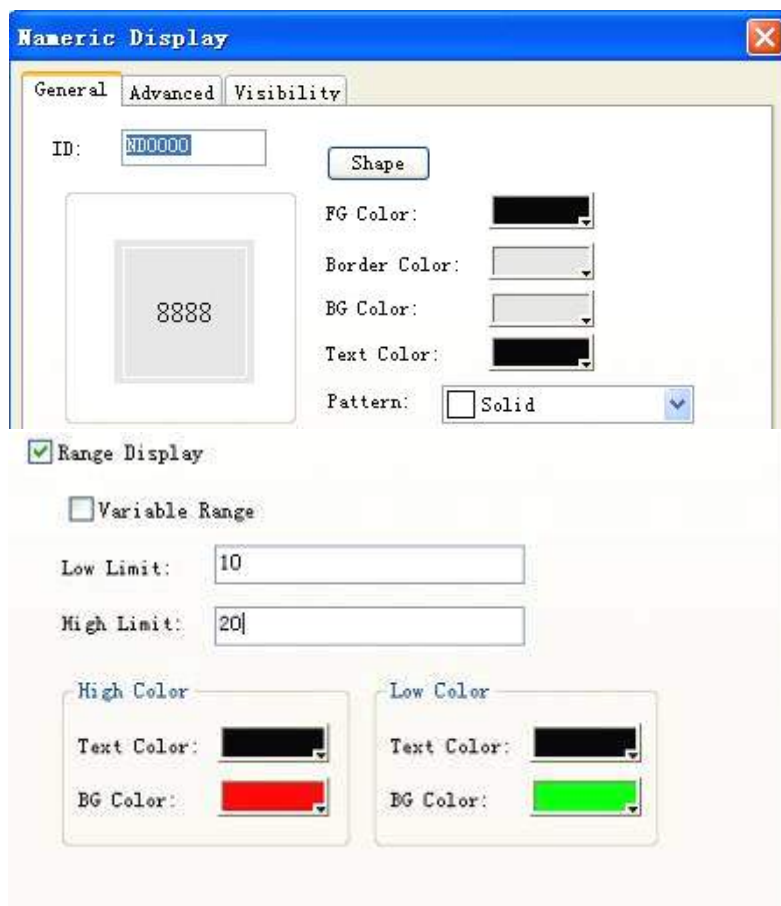 Nameric Display
General Advanced Visibility
ID: ND0000
Shape
FG Color:
Border Color:
8888
BG Color:
Text Color:
Pattern: Solid
Range Display
Variable Range
Low Limit: 10
High Limit: 20
High Color Low Color
Text Color: Text Color:
BG Color: BG Color: